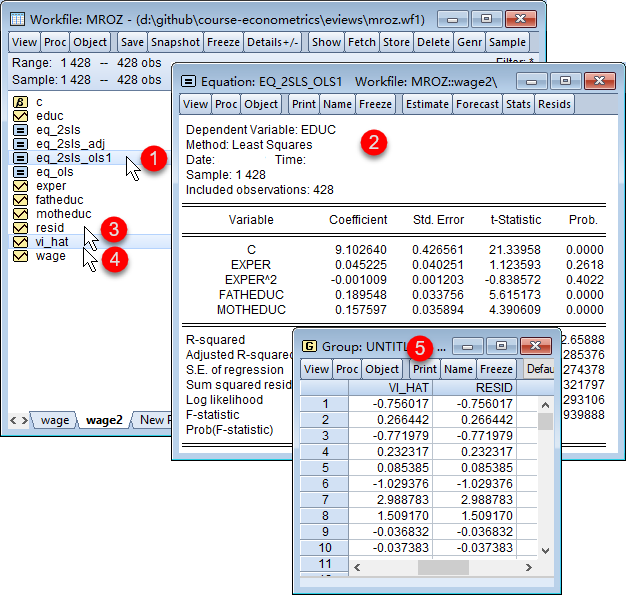 Workfile: MROZ - (d:\github\course-econometrics\eviews\mroz.wf1)
View Proc Object Save Snapshot Freeze Details+/- Show Fetch Store Delete Genr Sample
Range: 1 428 -- 428 obs Filter: *
Sample: 1 428 -- 428 obs
c
educ
eq_2sls
eq_2sls_adj
eq_2sls_ols1
eq_ols
exper
fatheduc
motheduc
resid
vi_hat
wage
1
3
4
wage wage2 New P
Equation: EQ_2SLS_OLS1 Workfile: MROZ::wage2\
View Proc Object Print Name Freeze Estimate Forecast Stats Resids
Dependent Variable: EDUC
Method: Least Squares
Date: Time:
Sample: 1 428
Included observations: 428
2
Variable Coefficient Std. Error t-Statistic Prob.
C 9.102640 0.426561 21.33958 0.0000
EXPER 0.045225 0.040251 1.123593 0.2618
EXPER^2 -0.001009 0.001203 -0.838572 0.4022
FATHEDUC 0.189548 0.033756 5.615173 0.0000
MOTHEDUC 0.157597 0.035894 4.390609 0.0000
R-squared 2.65888
Adjusted R-squared 285376
S.E. of regression 274378
Sum squared resid 321797
Log likelihood 293106
F-statistic 939888
Prob(F-statistic)
Group: UNTITL ...
5
View Proc Object Print Name Freeze Defau
VI_HAT RESID
1 -0.756017 -0.756017
2 0.266442 0.266442
3 -0.771979 -0.771979
4 0.232317 0.232317
5 0.085385 0.085385
6 -1.029376 -1.029376
7 2.988783 2.988783
8 1.509170 1.509170
9 -0.036832 -0.036832
10 -0.037383 -0.037383
11